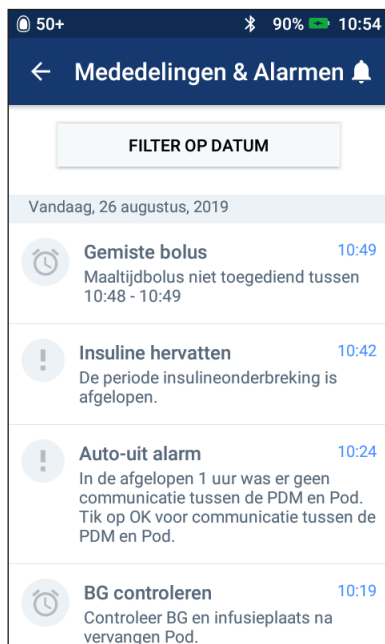 50+ 90% 10:54
Mededelingen & Alarmen
FILTER OP DATUM
Vandaag, 26 augustus, 2019
Gemiste bolus 10:49
Maaltijdbolus niet toegediend tussen
10:48 - 10:49
Insuline hervatten 10:42
De periode insulineonderbreking is
afgelopen.
Auto-uit alarm 10:24
In de afgelopen 1 uur was er geen
communicatie tussen de PDM en Pod.
Tik op OK voor communicatie tussen de
PDM en Pod.
BG controleren 10:19
Controleer BG en infusieplaats na
vervangen Pod.